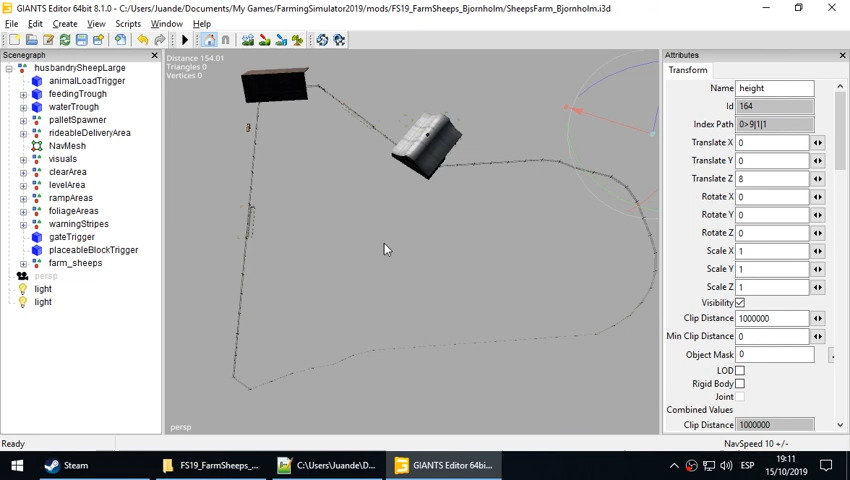 GIANTS Editor 64bit 8.1.0 - C:/Users/Juande/Documents/My Games/FarmingSimulator2019/mods/FS19_FarmSheeps_Bjornholm/SheepsFarm_Bjornholm.i3d
File Edit Create View Scripts Window Help
Scenegraph
husbandrySheepLarge
animalLoadTrigger
feedingTrough
waterTrough
palletSpawner
rideableDeliveryArea
NavMesh
visuals
clearArea
levelArea
rampAreas
foliageAreas
warningStripes
gateTrigger
placeableBlockTrigger
farm_sheeps
persp
light
light
Distance 154.01
Triangles 0
Vertices 0
persp
Attributes
Transform
Name height
Id 164
Index Path 0>9|1|1
Translate X 0
Translate Y 0
Translate Z 8
Rotate X 0
Rotate Y 0
Rotate Z 0
Scale X 1
Scale Y 1
Scale Z 1
Visibility
Clip Distance 1000000
Min Clip Distance 0
Object Mask 0
LOD
Rigid Body
Joint
Combined Values
Clip Distance 1000000
Ready
NavSpeed 10 +/-
Steam
FS19_FarmSheeps_...
C:\Users\Juande\D...
GIANTS Editor 64bi...
ESP
19:11
15/10/2019